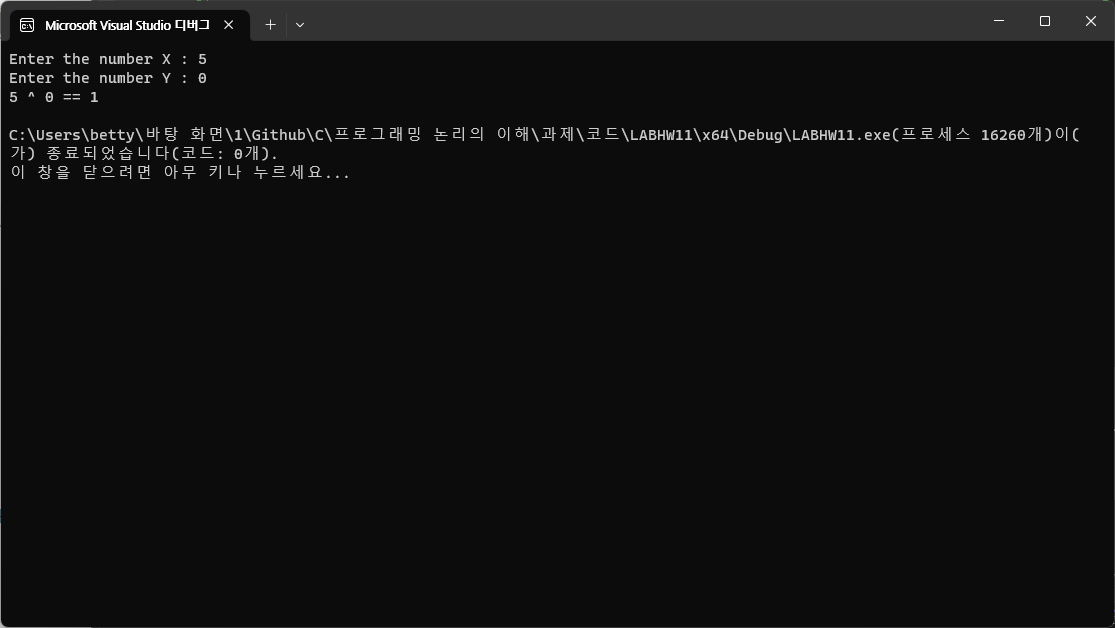 Microsoft Visual Studio 디버그
Enter the number X : 5
Enter the number Y : 0
5 ^ 0 == 1
C:\Users\betty\바탕 화면\1\Github\C\프로그래밍 논리의 이해\과제\코드\LABHW11\x64\Debug\LABHW11.exe(프로세스 16260개)이(
가) 종료되었습니다(코드: 0개).
이 창을 닫으려면 아무 키나 누르세요...